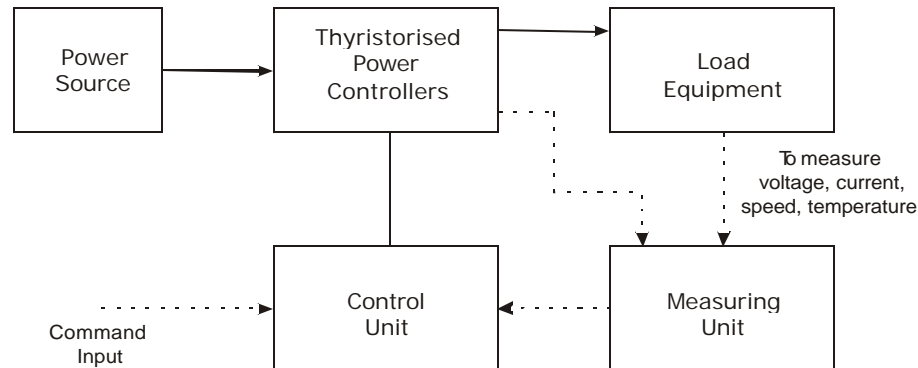 Power
Source
Thyristorised
Power
Controllers
Load
Equipment
To measure
voltage, current,
speed, temperature
Command
Input
Control
Unit
Measuring
Unit